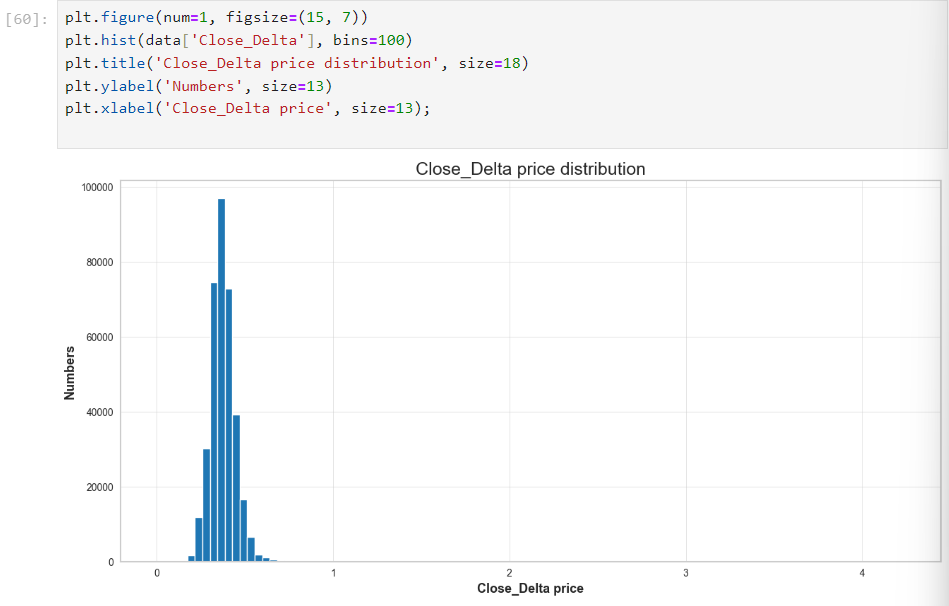 [60]: plt.figure(num=1, figsize=(15, 7))
plt.hist(data['Close_Delta'], bins=100)
plt.title('Close_Delta price distribution', size=18)
plt.ylabel('Numbers', size=13)
plt.xlabel('Close_Delta price', size=13);
Close_Delta price distribution
100000
80000
60000
40000
20000
0
Numbers
0 1 2 3 4
Close_Delta price